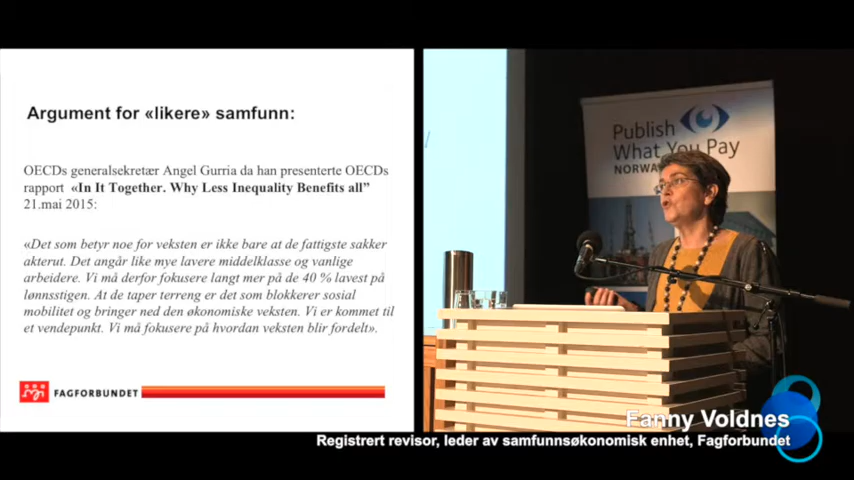 Argument for «likere» samfunn:
OECDs generalsekretær Angel Gurria da han presenterte OECDs
rapport «In It Together. Why Less Inequality Benefits all”
21.mai 2015:
«Det som betyr noe for veksten er ikke bare at de fattigste sakker
akterut. Det angår like mye lavere middelklasse og vanlige
arbeidere. Vi må derfor fokusere langt mer på de 40 % lavest på
lønnsstigen. At de taper terreng er det som blokkerer sosial
mobilitet og bringer ned den økonomiske veksten. Vi er kommet til
et vendepunkt. Vi må fokusere på hvordan veksten blir fordelt».
FAGFORBUNDET
Publish
What You Pay
NORWAY
Fanny Voldnes
Registrert revisor, leder av samfunnsøkonomisk enhet, Fagforbundet